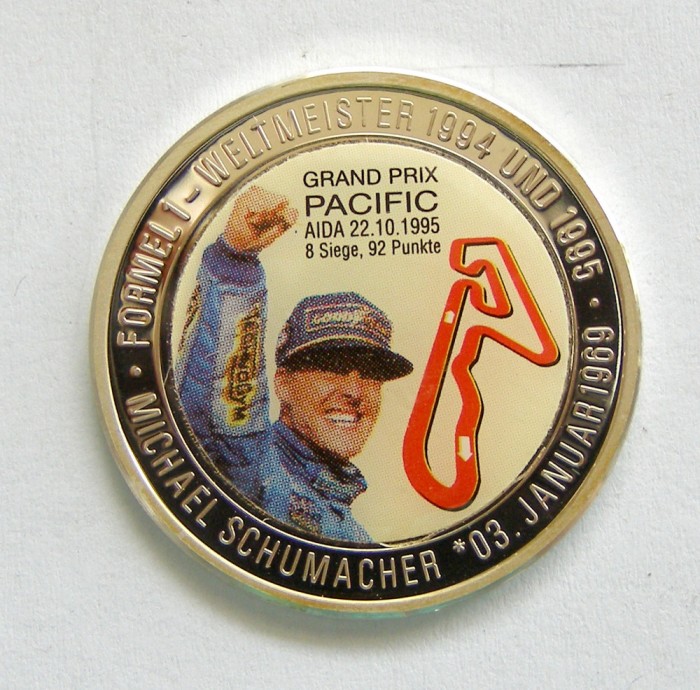 FORMEL 1 - WELTMEISTER 1994 UND 1995 •
MICHAEL SCHUMACHER *03. JANUAR 1969 •
GRAND PRIX
PACIFIC
AIDA 22.10.1995
8 Siege, 92 Punkte